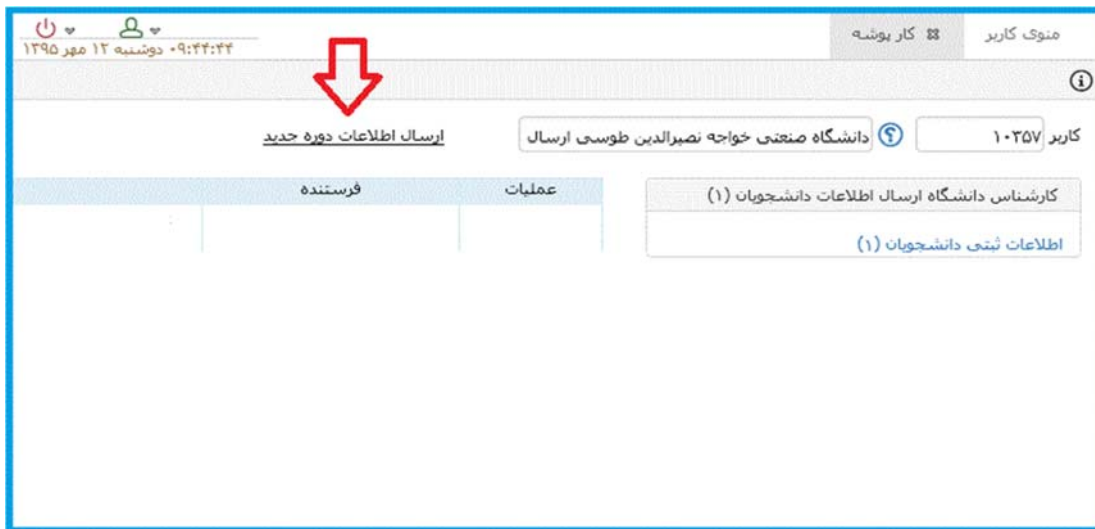 منوی کاربر
کار پوشه
۰۹:۴۴:۴۴ دوشنبه ۱۲ مهر ۱۳۹۵
کاربر ۱۰۳۵۷ دانشگاه صنعتی خواجه نصیرالدین طوسی ارسال
ارسال اطلاعات دوره جدید
کارشناس دانشگاه ارسال اطلاعات دانشجویان (۱)
اطلاعات ثبتی دانشجویان (۱)
عملیات فرستنده